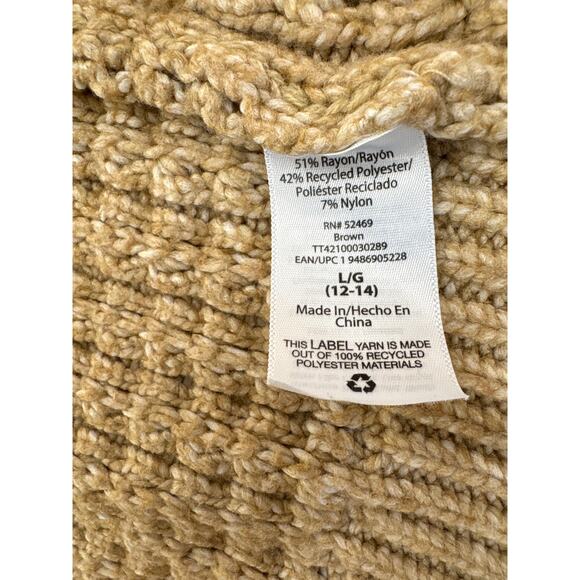 51% Rayon/Rayón
42% Recycled Polyester/
Poliéster Reciclado
7% Nylon
RN# 52469
Brown
TT42100030289
EAN/UPC 1 9486905228
L/G
(12-14)
Made In/Hecho En
China
THIS LABEL YARN IS MADE
OUT OF 100% RECYCLED
POLYESTER MATERIALS